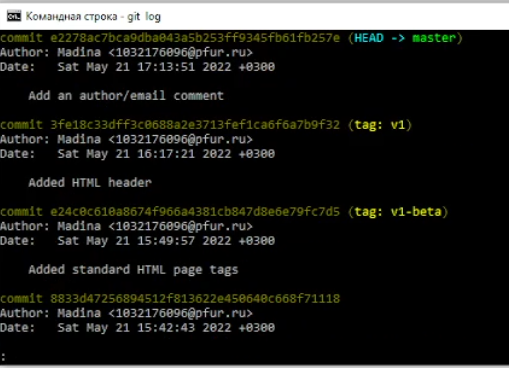 Командная строка - git log
commit e2278ac7bca9dba043a5b253ff9345fb61fb257e (HEAD -> master)
Author: Madina <1032176096@pfur.ru>
Date:   Sat May 21 17:13:51 2022 +0300
Add an author/email comment
commit 3fe18c33dff3c0688a2e3713fef1ca6f6a7b9f32 (tag: v1)
Author: Madina <1032176096@pfur.ru>
Date:   Sat May 21 16:17:21 2022 +0300
Added HTML header
commit e24c0c610a8674f966a4381cb847d8e6e79fc7d5 (tag: v1-beta)
Author: Madina <1032176096@pfur.ru>
Date:   Sat May 21 15:49:57 2022 +0300
Added standard HTML page tags
commit 8833d47256894512f813622e450640c668f71118
Author: Madina <1032176096@pfur.ru>
Date:   Sat May 21 15:42:43 2022 +0300
: